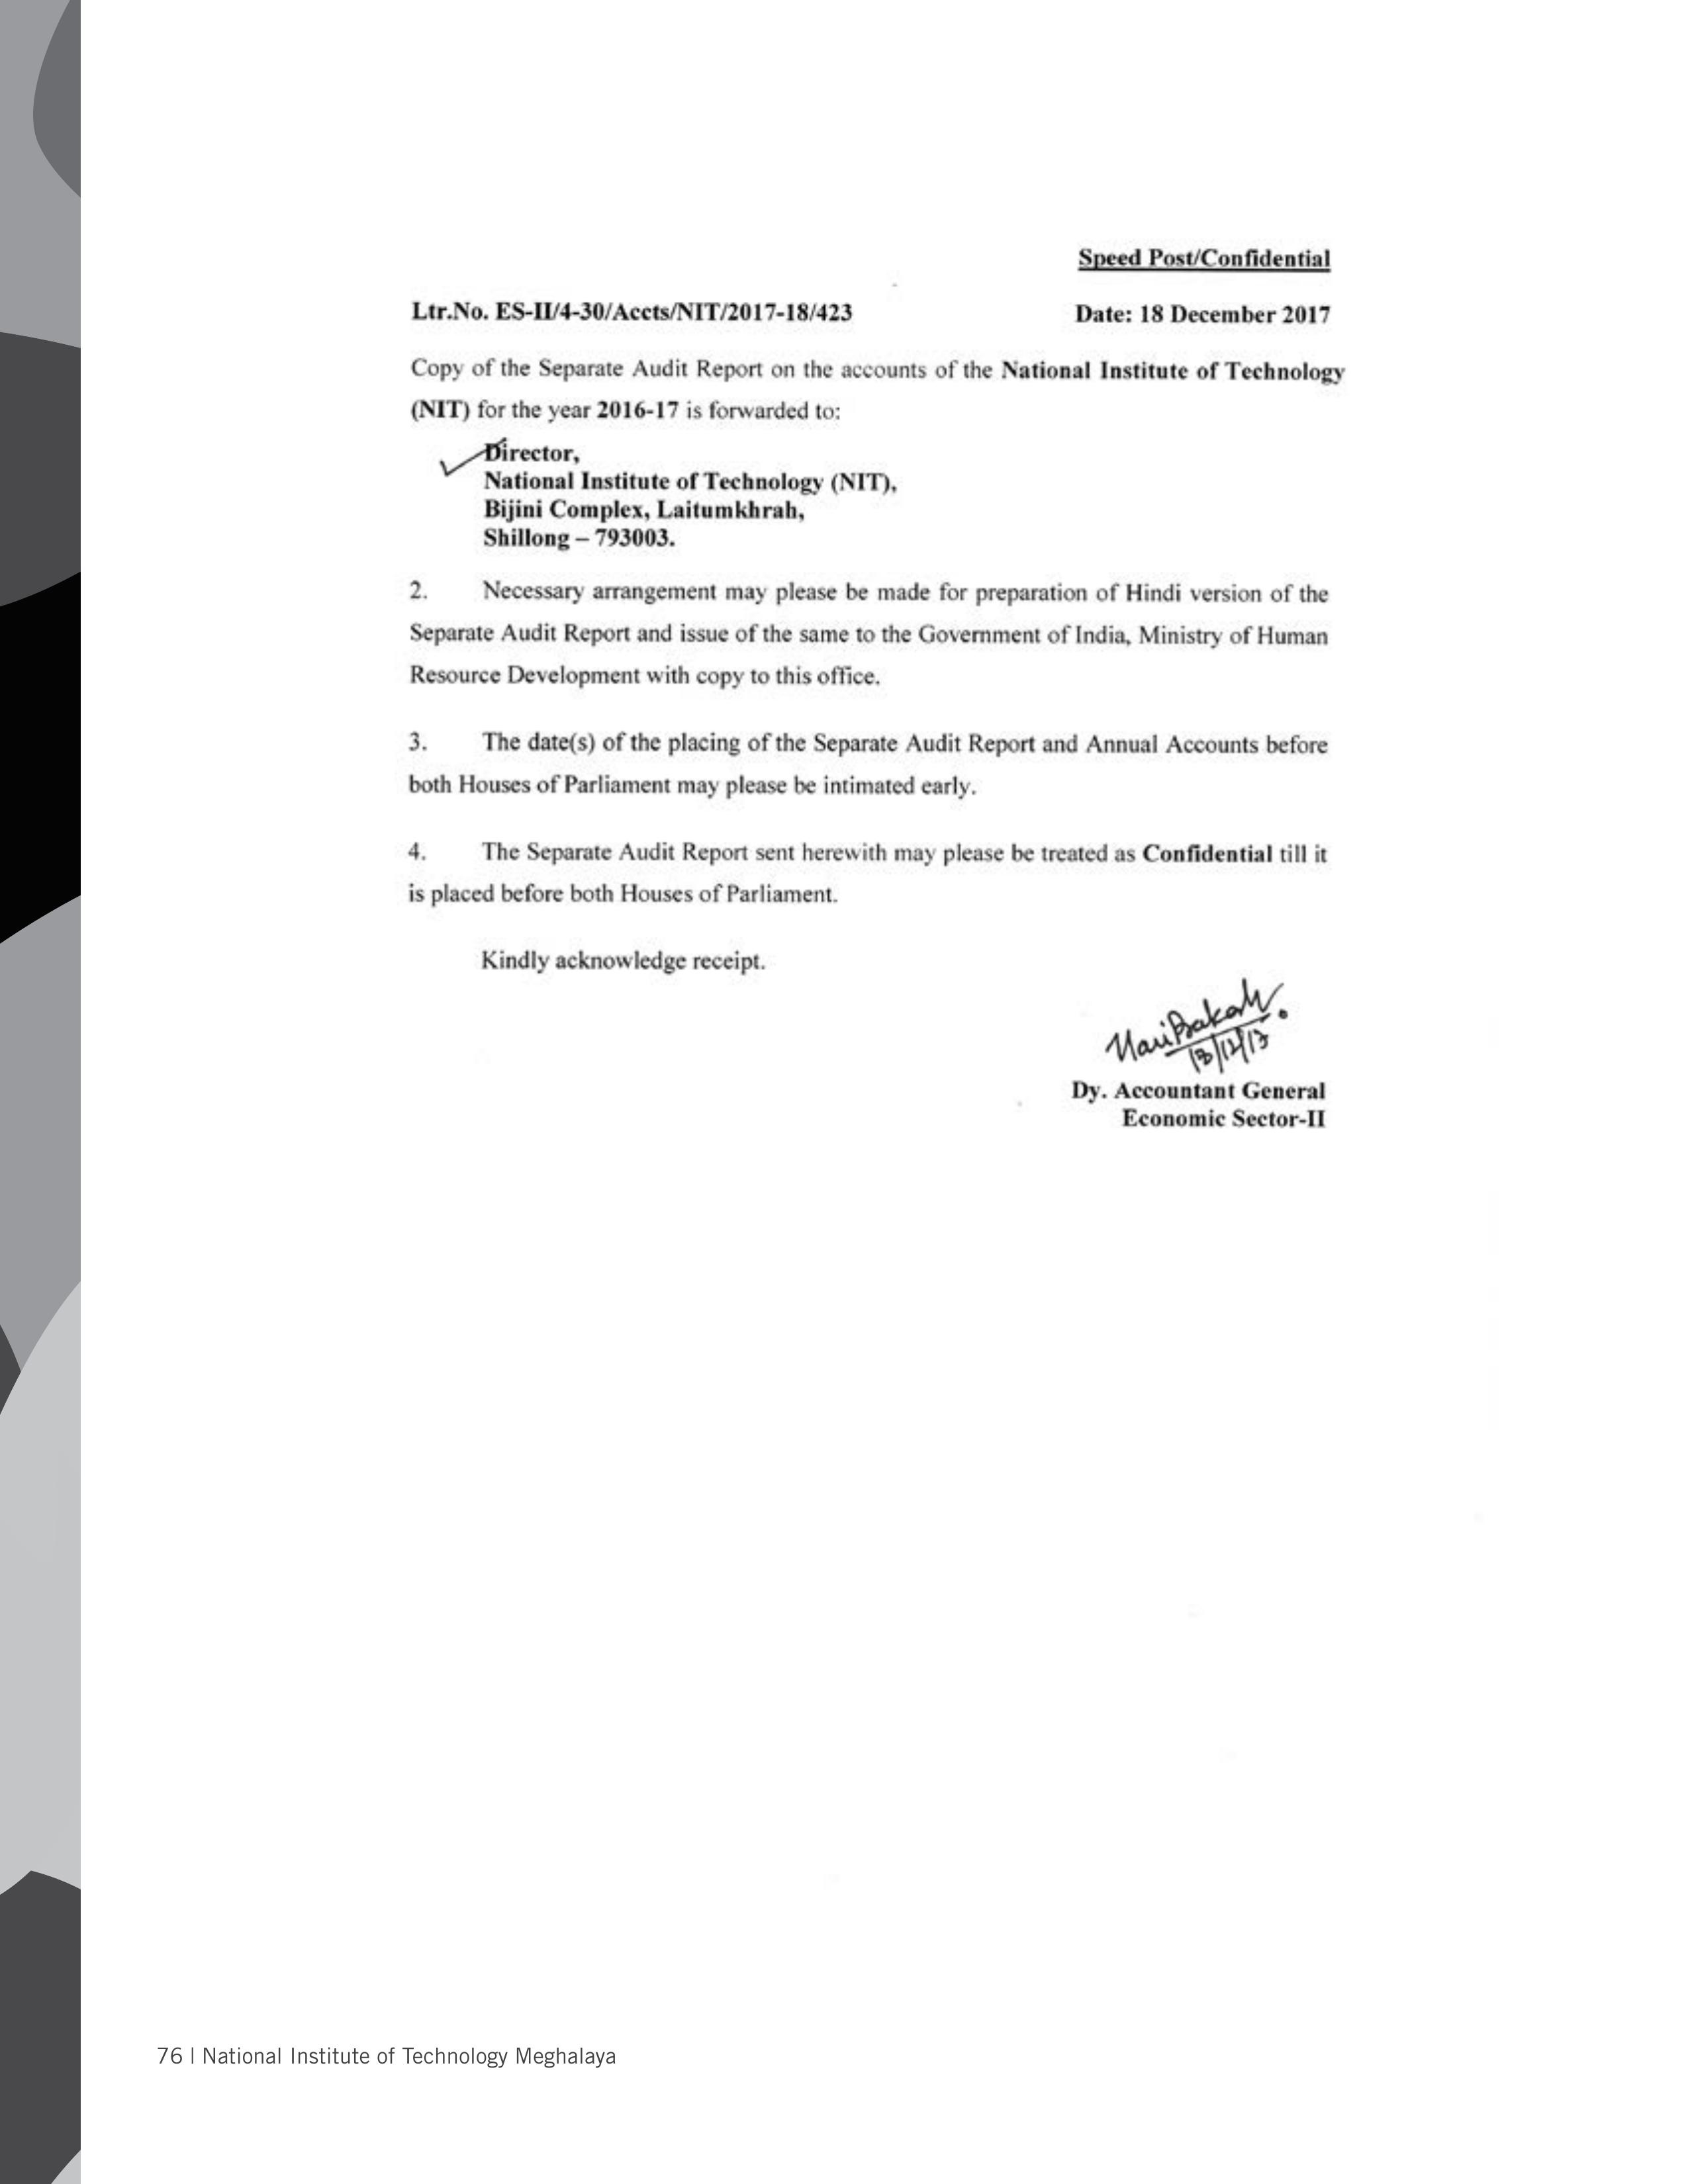 Speed Post/Confidential
Ltr.No. ES-II/4-30/Accts/NIT/2017-18/423 Date: 18 December 2017
Copy of the Separate Audit Report on the accounts of the National Institute of Technology
(NIT) for the year 2016-17 is forwarded to:
Director,
National Institute of Technology (NIT),
Bijini Complex, Laitumkhrah,
Shillong – 793003.
2. Necessary arrangement may please be made for preparation of Hindi version of the
Separate Audit Report and issue of the same to the Government of India, Ministry of Human
Resource Development with copy to this office.
3. The date(s) of the placing of the Separate Audit Report and Annual Accounts before
both Houses of Parliament may please be intimated early.
4. The Separate Audit Report sent herewith may please be treated as Confidential till it
is placed before both Houses of Parliament.
Kindly acknowledge receipt.
Dy. Accountant General
Economic Sector-II
76 | National Institute of Technology Meghalaya